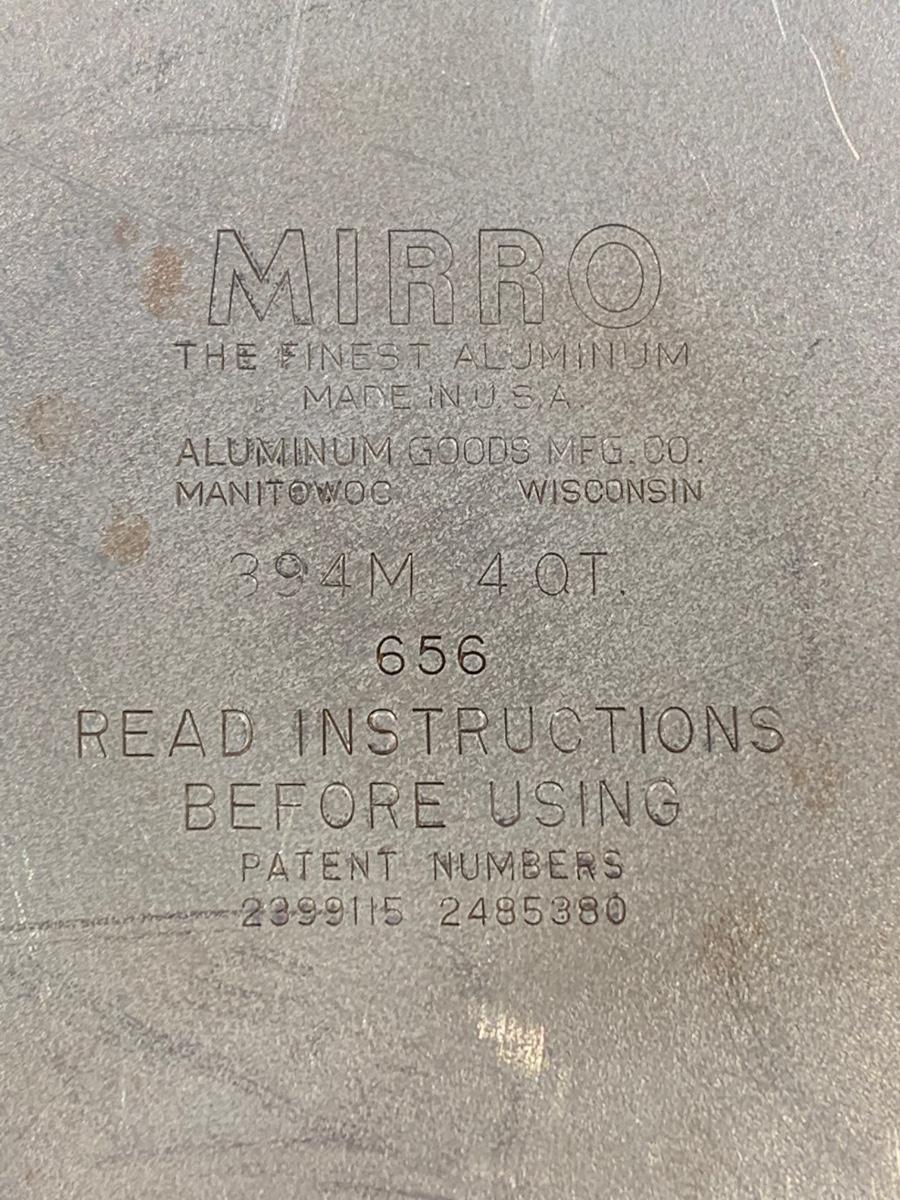 MIRRO
THE FINEST ALUMINUM
MADE IN U.S.A.
ALUMINUM GOODS MFG. CO.
MANITOWOC WISCONSIN
394M 4 QT.
656
READ INSTRUCTIONS
BEFORE USING
PATENT NUMBERS
2399115 2485380